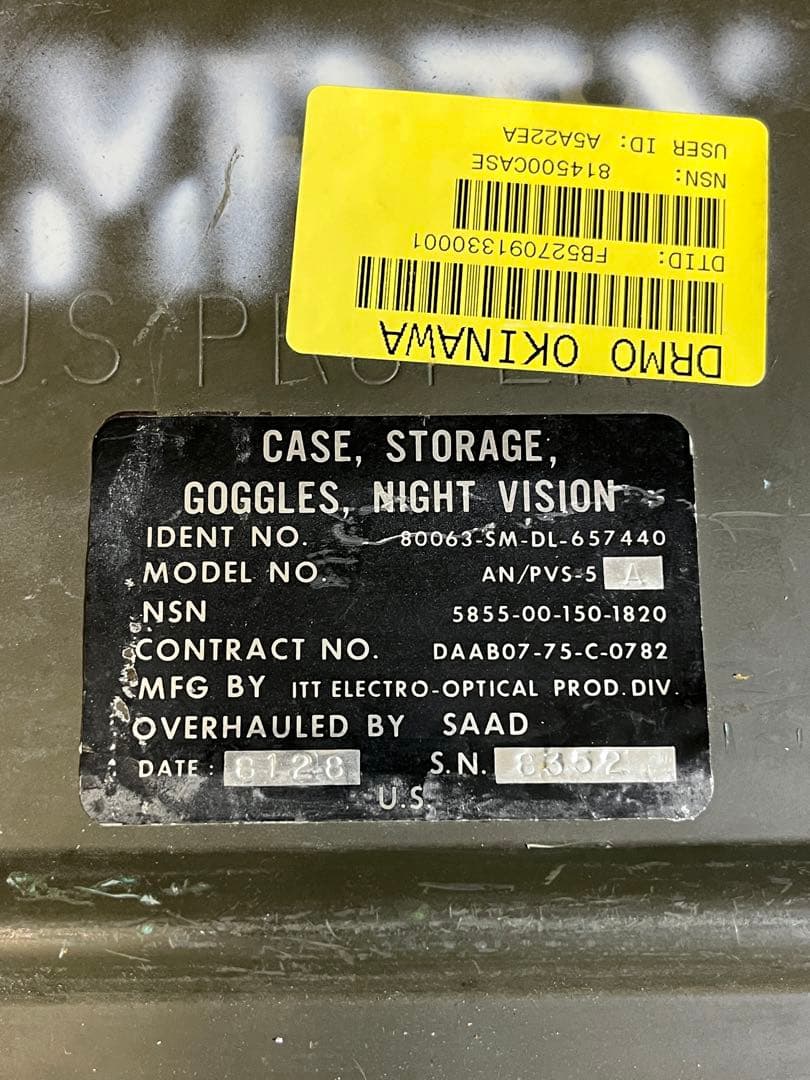 DRMO OKINAWA
DTID: FB527091330001
NSN: 814500CASE
USER ID: A5A22EA
U.S. PROPER
CASE, STORAGE,
GOGGLES, NIGHT VISION
IDENT NO. 80063-SM-DL-657440
MODEL NO. AN/PVS-5 A
NSN 5855-00-150-1820
CONTRACT NO. DAAB07-75-C-0782
MFG BY ITT ELECTRO-OPTICAL PROD. DIV.
OVERHAULED BY SAAD
DATE: 8128 S.N. 8352
U.S